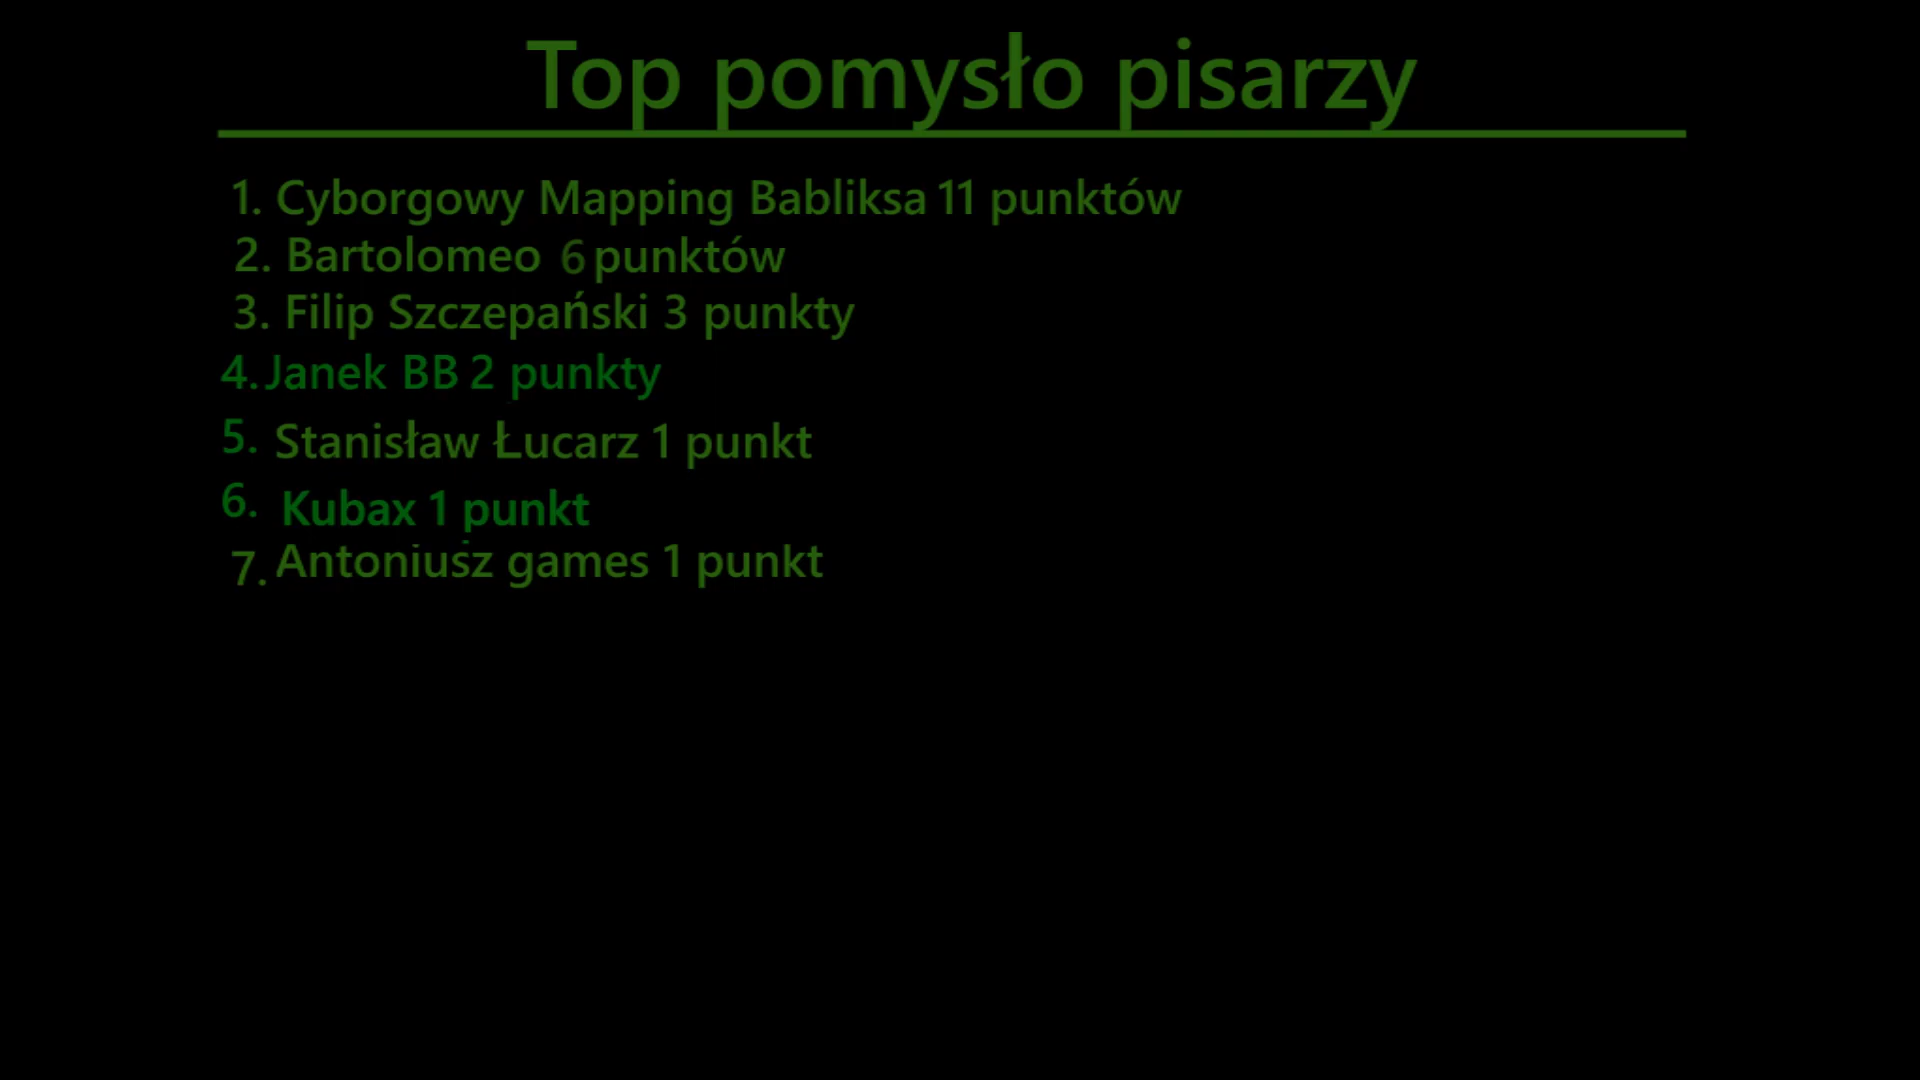 Top pomysło pisarzy
1. Cyborgowy Mapping Babliksa 11 punktów
2. Bartolomeo 6 punktów
3. Filip Szczepański 3 punkty
4. Janek BB 2 punkty
5. Stanisław Łucarz 1 punkt
6. Kubax 1 punkt
7. Antoniusz games 1 punkt